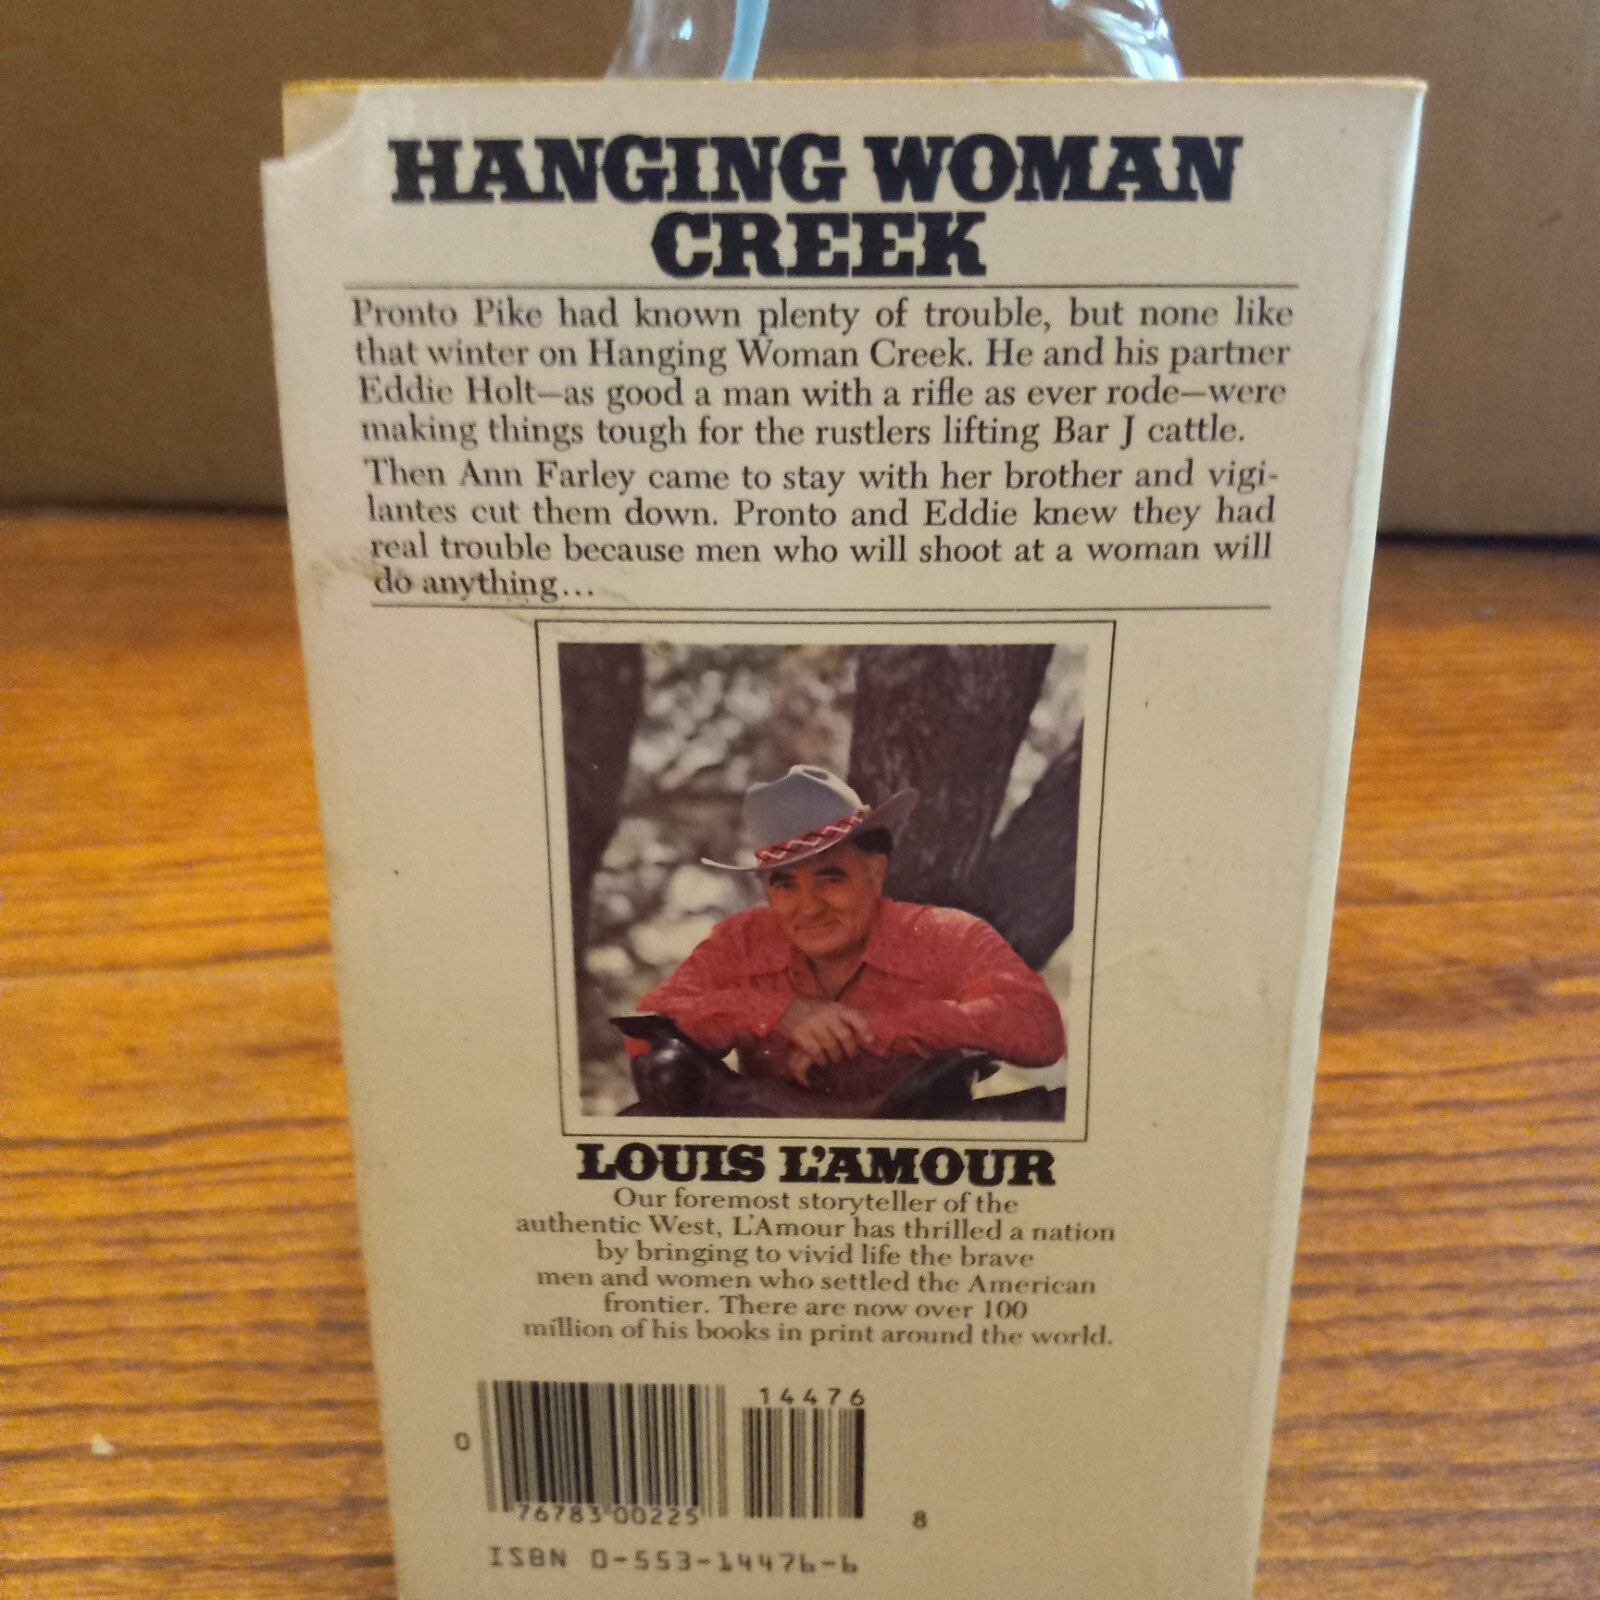 HANGING WOMAN
CREEK
Pronto Pike had known plenty of trouble, but none like
that winter on Hanging Woman Creek. He and his partner
Eddie Holt—as good a man with a rifle as ever rode—were
making things tough for the rustlers lifting Bar J cattle.
Then Ann Farley came to stay with her brother and vigi-
lantes cut them down. Pronto and Eddie knew they had
real trouble because men who will shoot at a woman will
do anything...
LOUIS L'AMOUR
Our foremost storyteller of the
authentic West, L'Amour has thrilled a nation
by bringing to vivid life the brave
men and women who settled the American
frontier. There are now over 100
million of his books in print around the world.
14476
0
76783 00225
8
ISBN 0-553-14476-6